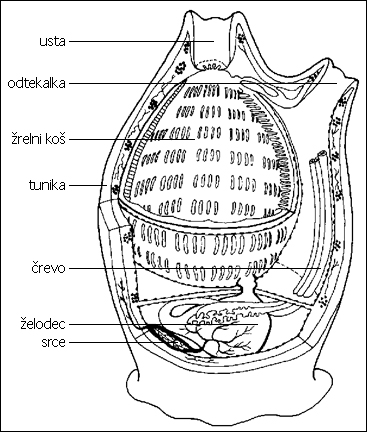 usta
odtekalka
žrelni koš
tunika
črevo
želodec
srce